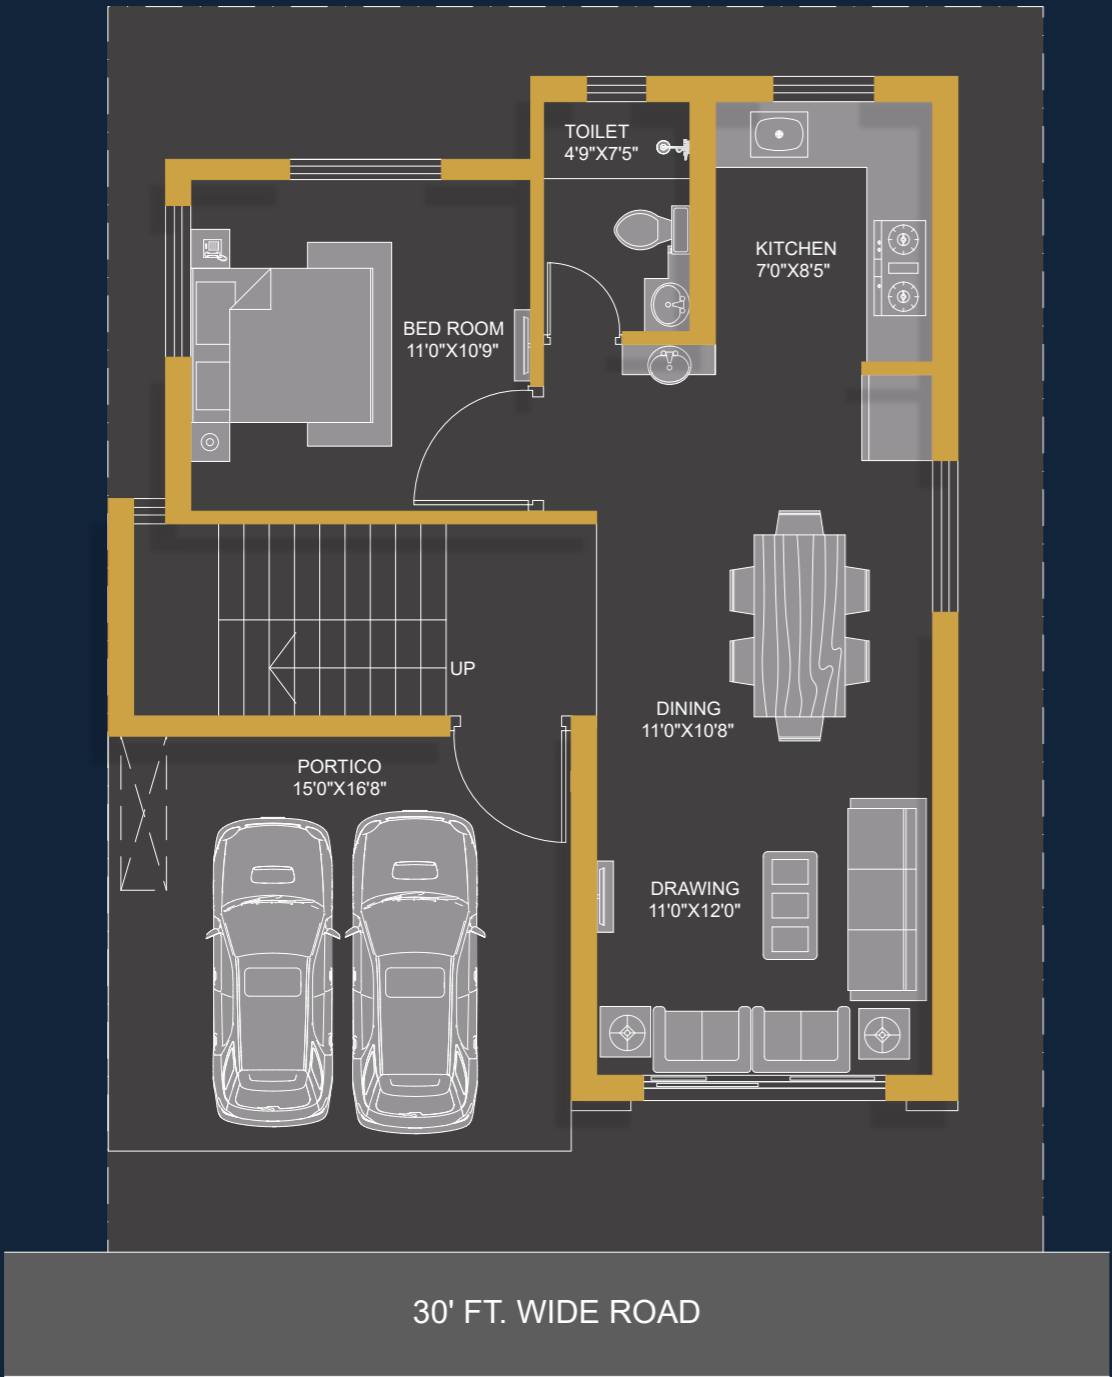 TOILET
4'9"X7'5"
KITCHEN
7'0"X8'5"
BED ROOM
11'0"X10'9"
UP
DINING
11'0"X10'8"
PORTICO
15'0"X16'8"
DRAWING
11'0"X12'0"
30' FT. WIDE ROAD